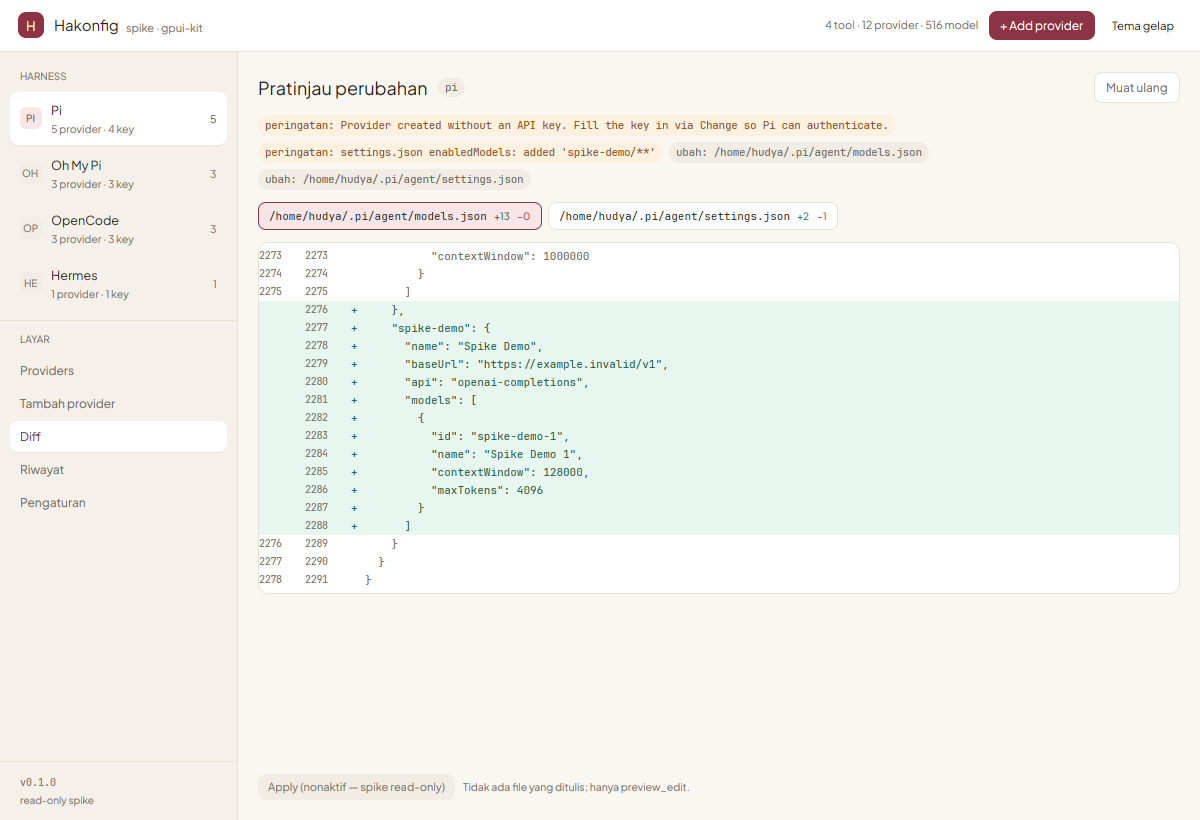 H Hakonfig spike · gpui-kit 4 tool · 12 provider · 516 model + Add provider Tema gelap
HARNESS
PI Pi 5
5 provider · 4 key
OH Oh My Pi 3
3 provider · 3 key
OP OpenCode 3
3 provider · 3 key
HE Hermes 1
1 provider · 1 key
LAYAR
Providers
Tambah provider
Diff
Riwayat
Pengaturan
v0.1.0
read-only spike
Pratinjau perubahan pi Muat ulang
peringatan: Provider created without an API key. Fill the key in via Change so Pi can authenticate.
peringatan: settings.json enabledModels: added 'spike-demo/**' ubah: /home/hudya/.pi/agent/models.json
ubah: /home/hudya/.pi/agent/settings.json
/home/hudya/.pi/agent/models.json +13 −0 /home/hudya/.pi/agent/settings.json +2 −1
2273 2273 "contextWindow": 1000000
2274 2274 }
2275 2275 ]
2276 + },
2277 + "spike-demo": {
2278 + "name": "Spike Demo",
2279 + "baseUrl": "https://example.invalid/v1",
2280 + "api": "openai-completions",
2281 + "models": [
2282 + {
2283 + "id": "spike-demo-1",
2284 + "name": "Spike Demo 1",
2285 + "contextWindow": 128000,
2286 + "maxTokens": 4096
2287 + }
2288 + ]
2276 2289 }
2277 2290 }
2278 2291 }
Apply (nonaktif — spike read-only) Tidak ada file yang ditulis; hanya preview_edit.